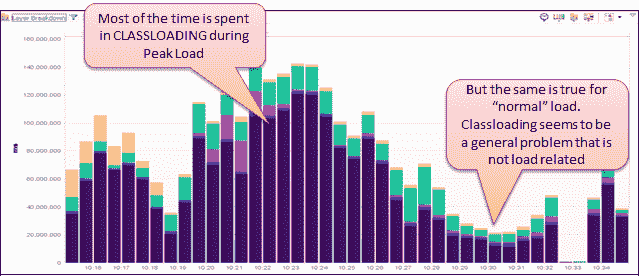 Layer Breakdown
Most of the time is spent
in CLASSLOADING during
Peak Load
But the same is true for
“normal” load.
Classloading seems to be
a general problem that is
not load related
160.000.000
140.000.000
120.000.000
100.000.000
80.000.000
60.000.000
40.000.000
20.000.000
0
ms
10:16 10:17 10:18 10:19 10:20 10:21 10:22 10:23 10:24 10:25 10:26 10:27 10:28 10:29 10:30 10:31 10:32 10:33 10:34